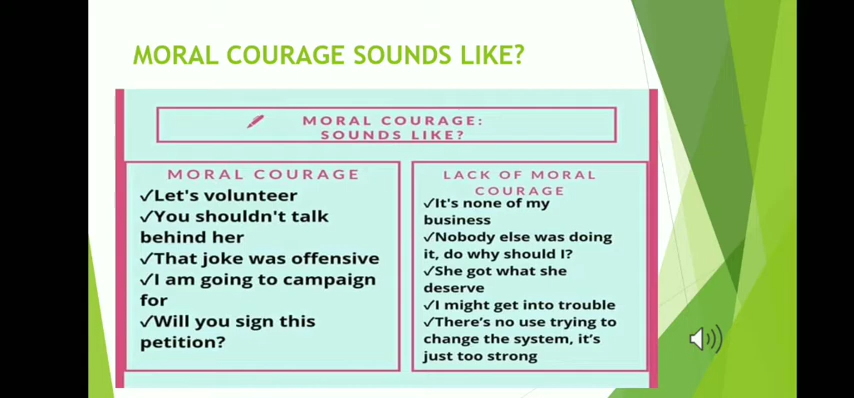 MORAL COURAGE SOUNDS LIKE?
MORAL COURAGE:
SOUNDS LIKE?
MORAL COURAGE
✓Let's volunteer
✓You shouldn't talk
behind her
✓That joke was offensive
✓I am going to campaign
for
✓Will you sign this
petition?
LACK OF MORAL
COURAGE
✓It's none of my
business
✓Nobody else was doing
it, do why should I?
✓She got what she
deserve
✓I might get into trouble
✓There's no use trying to
change the system, it's
just too strong